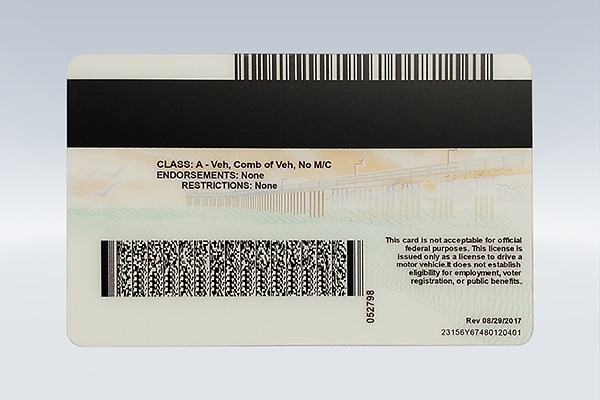 CLASS: A - Veh, Comb of Veh, No M/C
ENDORSEMENTS: None
RESTRICTIONS: None
This card is not acceptable for official
federal purposes. This license is
issued only as a license to drive a
motor vehicle.It does not establish
eligibility for employment, voter
registration, or public benefits.
052798
Rev 08/29/2017
23156Y67480120401